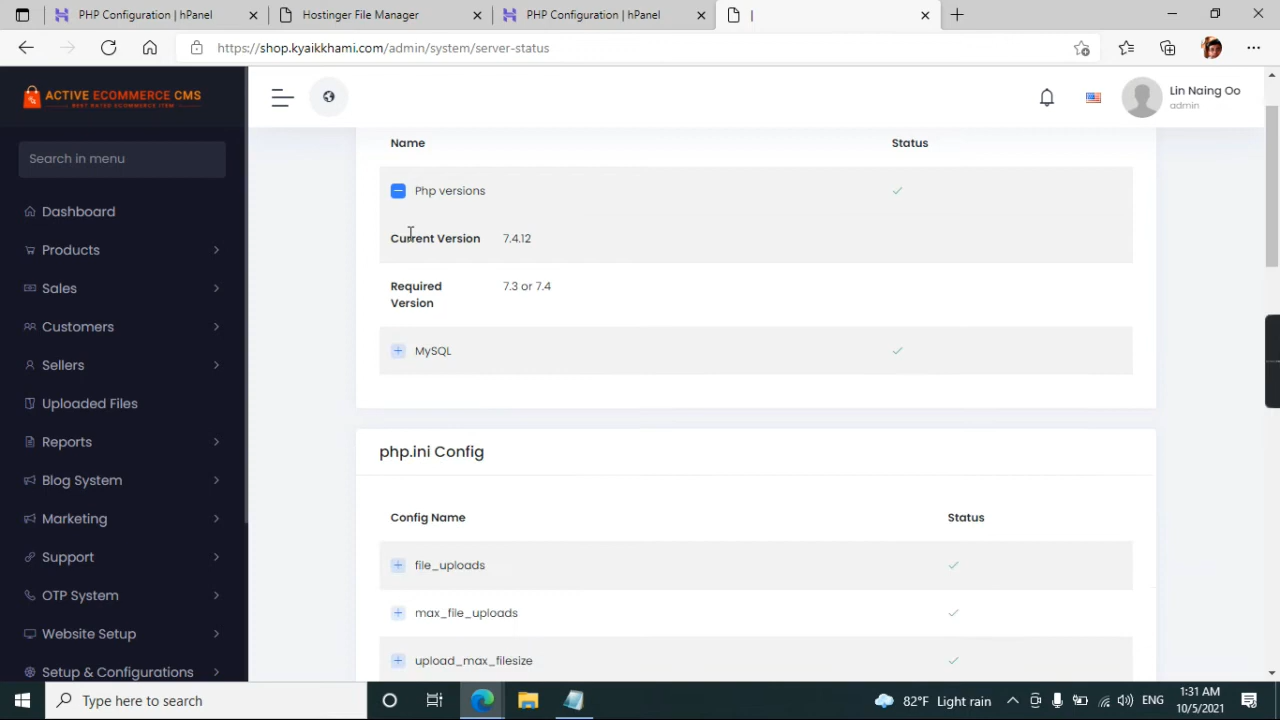 PHP Configuration | hPanel
Hostinger File Manager
PHP Configuration | hPanel
|
https://shop.kyaikkhami.com/admin/system/server-status
ACTIVE ECOMMERCE CMS
BEST RATED ECOMMERCE ITEM
Lin Naing Oo
admin
Search in menu
Dashboard
Products
Sales
Customers
Sellers
Uploaded Files
Reports
Blog System
Marketing
Support
OTP System
Website Setup
Setup & Configurations
Name Status
Php versions
Current Version 7.4.12
Required 7.3 or 7.4
Version
MySQL
php.ini Config
Config Name Status
file_uploads
max_file_uploads
upload_max_filesize
Type here to search
82°F Light rain
ENG
1:31 AM
10/5/2021